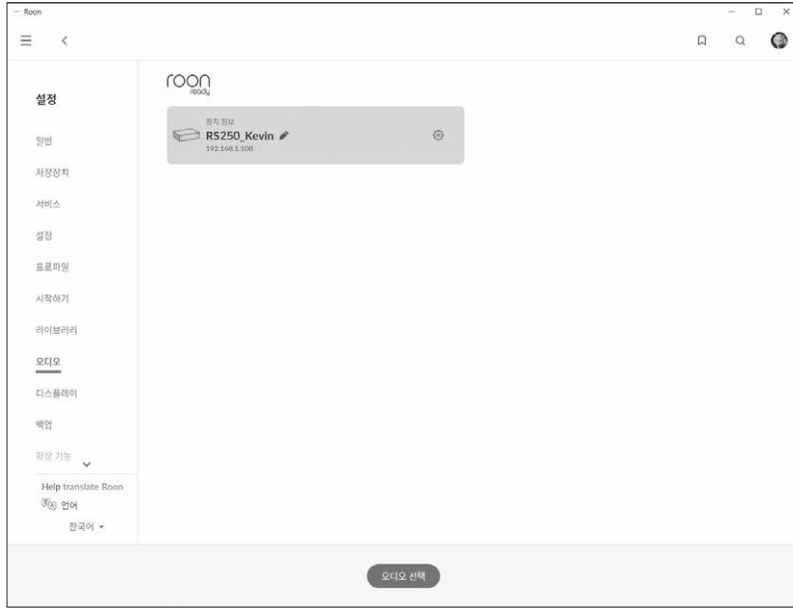 Roon
roon
ready
설정
장치 정보
RS250_Kevin
192.168.1.108
일반
저장장치
서비스
설정
프로파일
시작하기
라이브러리
오디오
디스플레이
백업
확장 기능
Help translate Roon
언어
한국어
오디오 선택